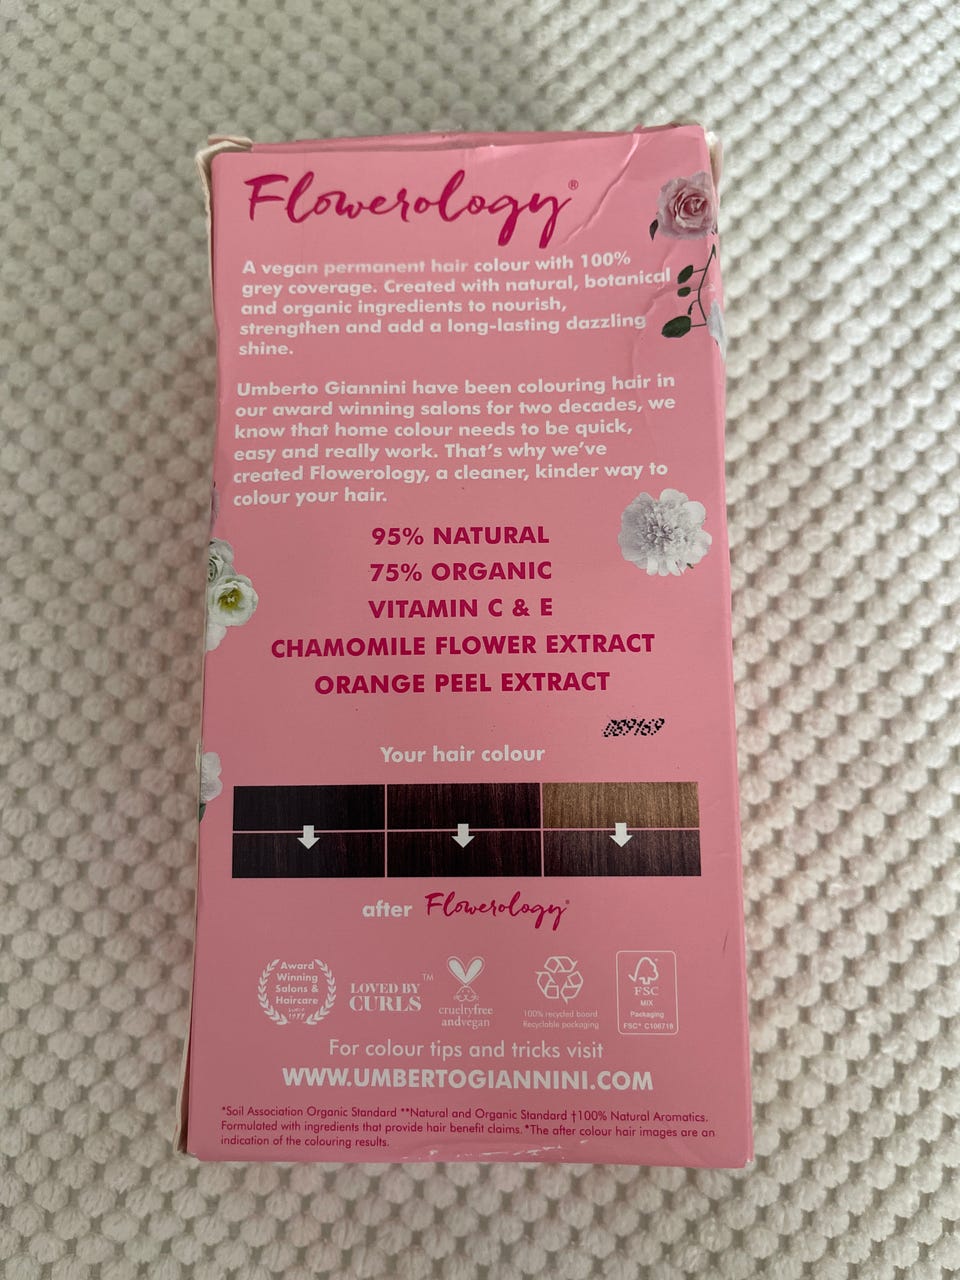 Flowerology®
A vegan permanent hair colour with 100%
grey coverage. Created with natural, botanical
and organic ingredients to nourish,
strengthen and add a long-lasting dazzling
shine.
Umberto Giannini have been colouring hair in
our award winning salons for two decades, we
know that home colour needs to be quick,
easy and really work. That's why we've
created Flowerology, a cleaner, kinder way to
colour your hair.
95% NATURAL
75% ORGANIC
VITAMIN C & E
CHAMOMILE FLOWER EXTRACT
ORANGE PEEL EXTRACT
089169
Your hair colour
after Flowerology®
Award
Winning
Salons &
Haircare
since
LOVED BY
CURLS™
crueltyfree
andvegan
100% recycled board
Recyclable packaging
FSC
MIX
Packaging
FSC® C106718
For colour tips and tricks visit
WWW.UMBERTOGIANNINI.COM
*Soil Association Organic Standard **Natural and Organic Standard †100% Natural Aromatics.
Formulated with ingredients that provide hair benefit claims. *The after colour hair images are an
indication of the colouring results.